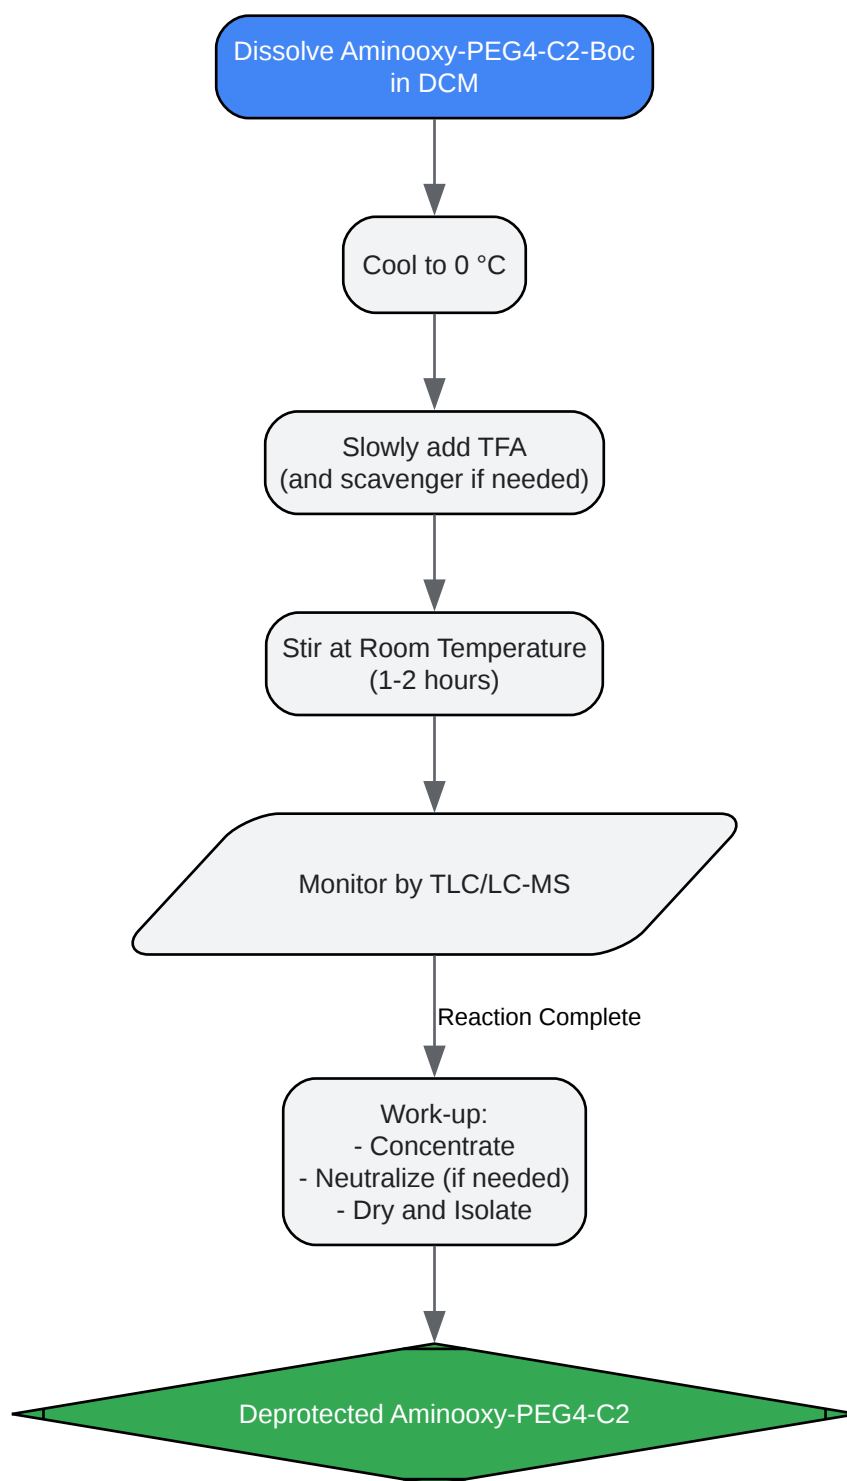 Dissolve Aminooxy-PEG4-C2-Boc
in DCM
Cool to 0 °C
Slowly add TFA
(and scavenger if needed)
Stir at Room Temperature
(1-2 hours)
Monitor by TLC/LC-MS
Reaction Complete
Work-up:
- Concentrate
- Neutralize (if needed)
- Dry and Isolate
Deprotected Aminooxy-PEG4-C2